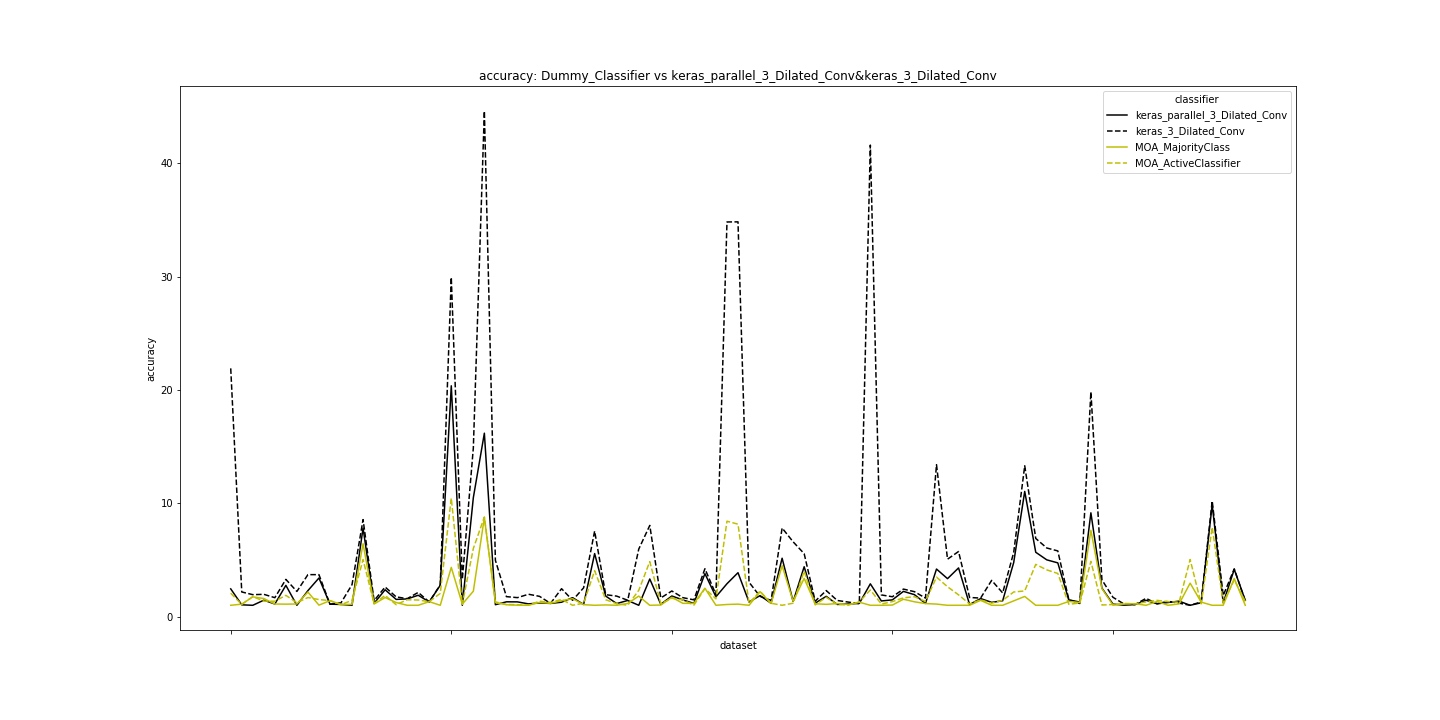 accuracy: Dummy_Classifier vs keras_parallel_3_Dilated_Conv&keras_3_Dilated_Conv
classifier
keras_parallel_3_Dilated_Conv
keras_3_Dilated_Conv
MOA_MajorityClass
MOA_ActiveClassifier
40
30
20
10
0
accuracy
dataset